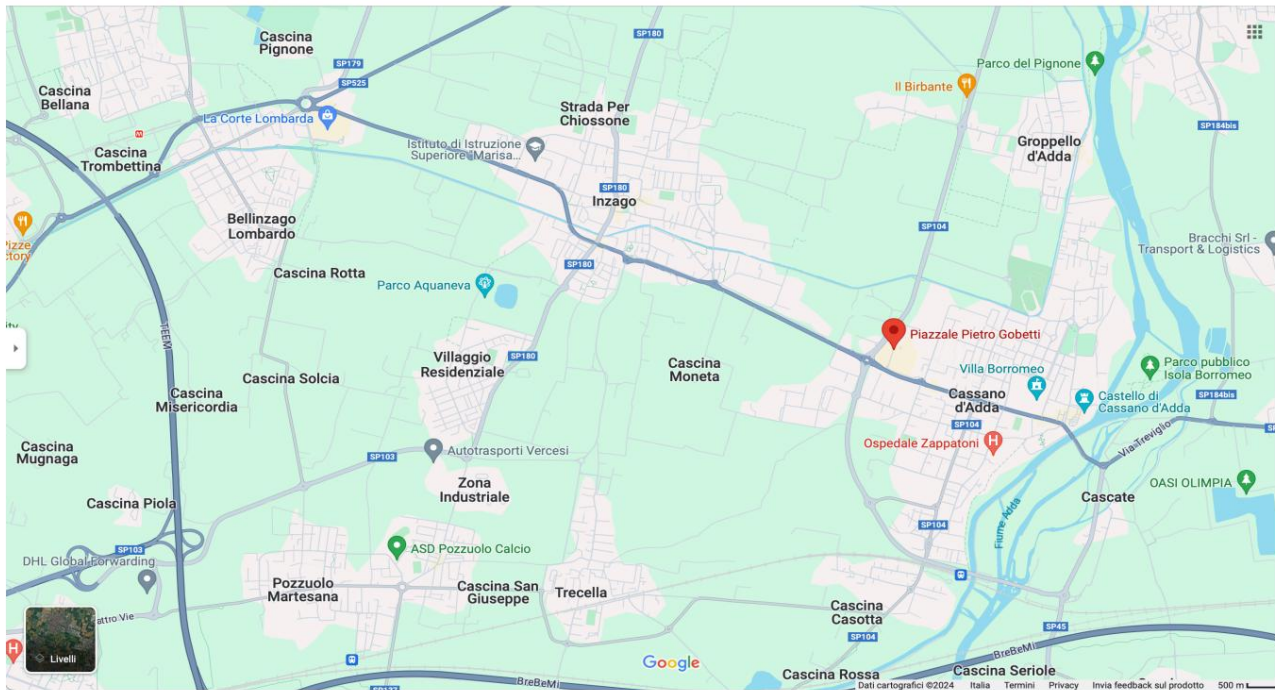 Cascina
Pignone
SP180
SP179
Parco del Pignone
SP525
Il Birbante
Cascina
Bellana
La Corte Lombarda
Strada Per
Chiossone
SP184bis
M
Cascina
Trombettina
Istituto di Istruzione
Superiore "Marisa...
Groppello
d'Adda
SP180
Inzago
Bellinzago
Lombardo
SP104
Pizze
ctory
Bracchi Srl -
Transport & Logistics
Cascina Rotta
SP180
Parco Aquaneva
TEEM
Piazzale Pietro Gobetti
Villaggio
Residenziale
SP180
Cascina
Moneta
Villa Borromeo
Parco pubblico
Isola Borromeo
Cascina Solcia
Cascina
Misericordia
Cassano
d'Adda
Castello di
Cassano d'Adda
SP184bis
SP104
Cascina
Mugnaga
Autotrasporti Vercesi
Ospedale Zappatoni
H
Via Treviglio
SP103
Zona
Industriale
OASI OLIMPIA
Cascina Piola
Cascate
Fiume Adda
SP104
SP103
ASD Pozzuolo Calcio
DHL Global Forwarding
Pozzuolo
Martesana
Cascina San
Giuseppe
Trecella
Cascina
Casotta
attro Vie
SP45
SP104
H
Livelli
Google
BreBeMi
BreBeMi
Cascina Rossa
Cascina Seriole
Dati cartografici ©2024 Italia Termini Privacy Invia feedback sul prodotto 500 m